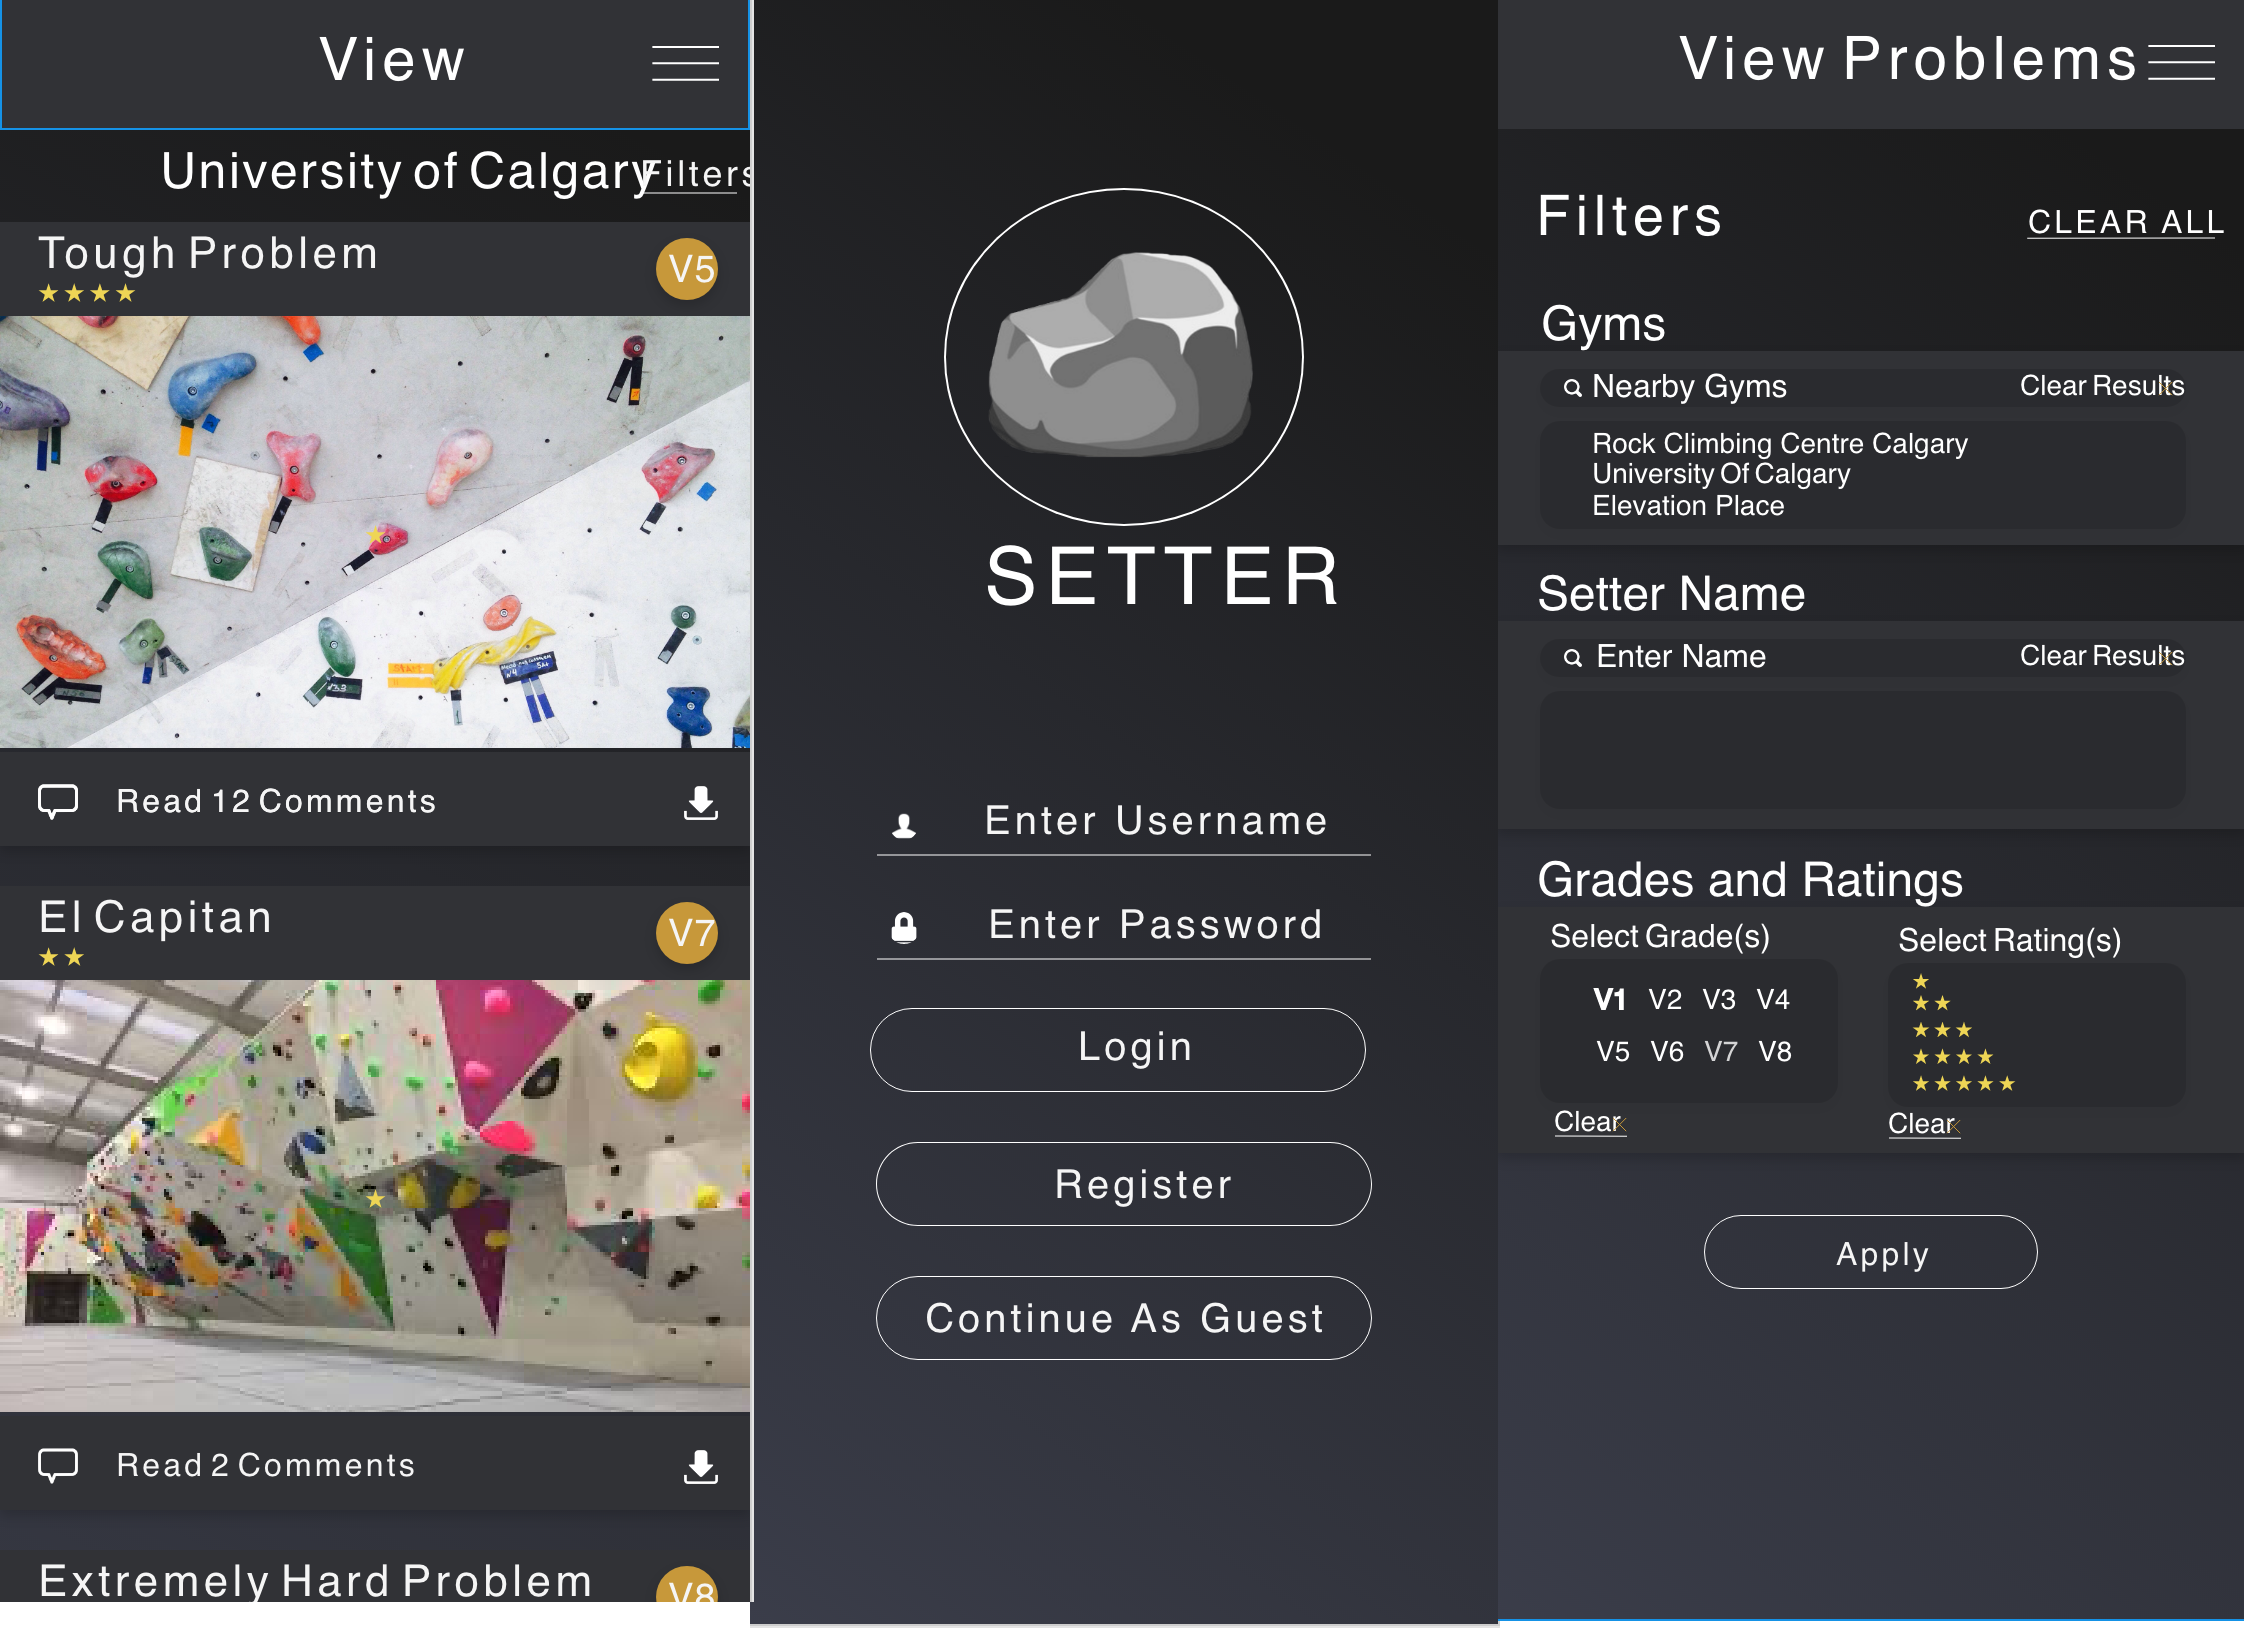 View
University of Calgary
Filters
Tough Problem
V5
Read 12 Comments
El Capitan
V7
Read 2 Comments
Extremely Hard Problem
V8
SETTER
Enter Username
Enter Password
Login
Register
Continue As Guest
View Problems
Filters
CLEAR ALL
Gyms
Nearby Gyms
Clear Results
Rock Climbing Centre Calgary
University Of Calgary
Elevation Place
Setter Name
Enter Name
Clear Results
Grades and Ratings
Select Grade(s)
Select Rating(s)
V1 V2 V3 V4
V5 V6 V7 V8
Clear
Clear
Apply